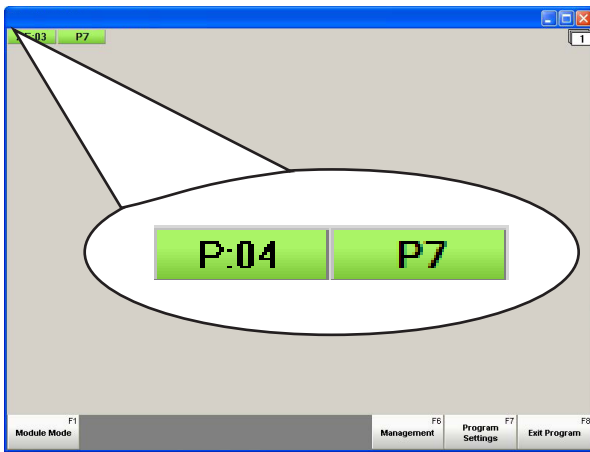 P7
1
P:04 P7
F1
Module Mode
F6
Management
F7
Program
Settings
F8
Exit Program